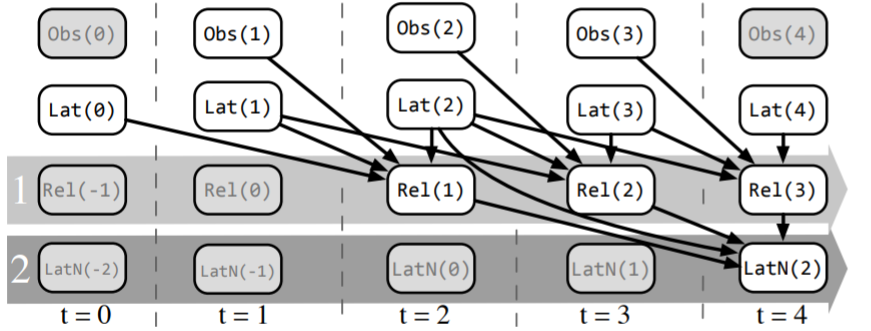 Obs(0) Obs(1) Obs(2) Obs(3) Obs(4)
Lat(0) Lat(1) Lat(2) Lat(3) Lat(4)
1 Rel(-1) Rel(0) Rel(1) Rel(2) Rel(3)
2 LatN(-2) LatN(-1) LatN(0) LatN(1) LatN(2)
t = 0 t = 1 t = 2 t = 3 t = 4